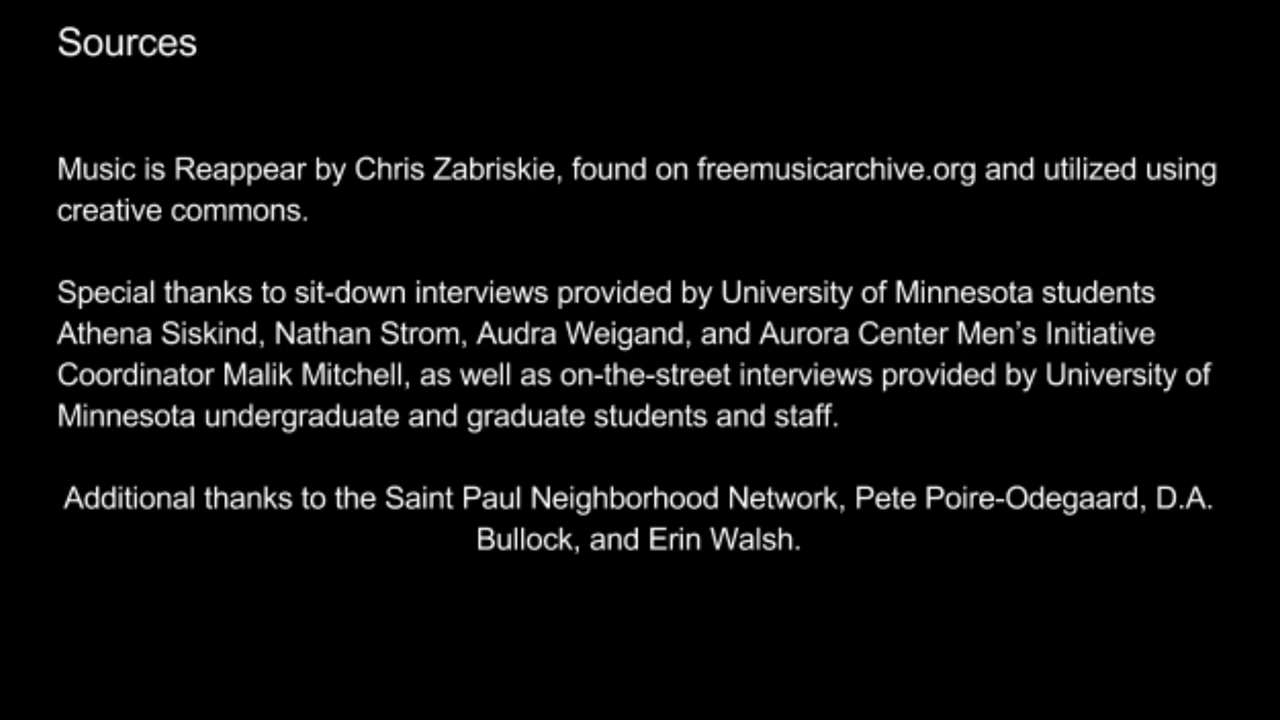 Sources
Music is Reappear by Chris Zabriskie, found on freemusicarchive.org and utilized using
creative commons.
Special thanks to sit-down interviews provided by University of Minnesota students
Athena Siskind, Nathan Strom, Audra Weigand, and Aurora Center Men’s Initiative
Coordinator Malik Mitchell, as well as on-the-street interviews provided by University of
Minnesota undergraduate and graduate students and staff.
Additional thanks to the Saint Paul Neighborhood Network, Pete Poire-Odegaard, D.A.
Bullock, and Erin Walsh.